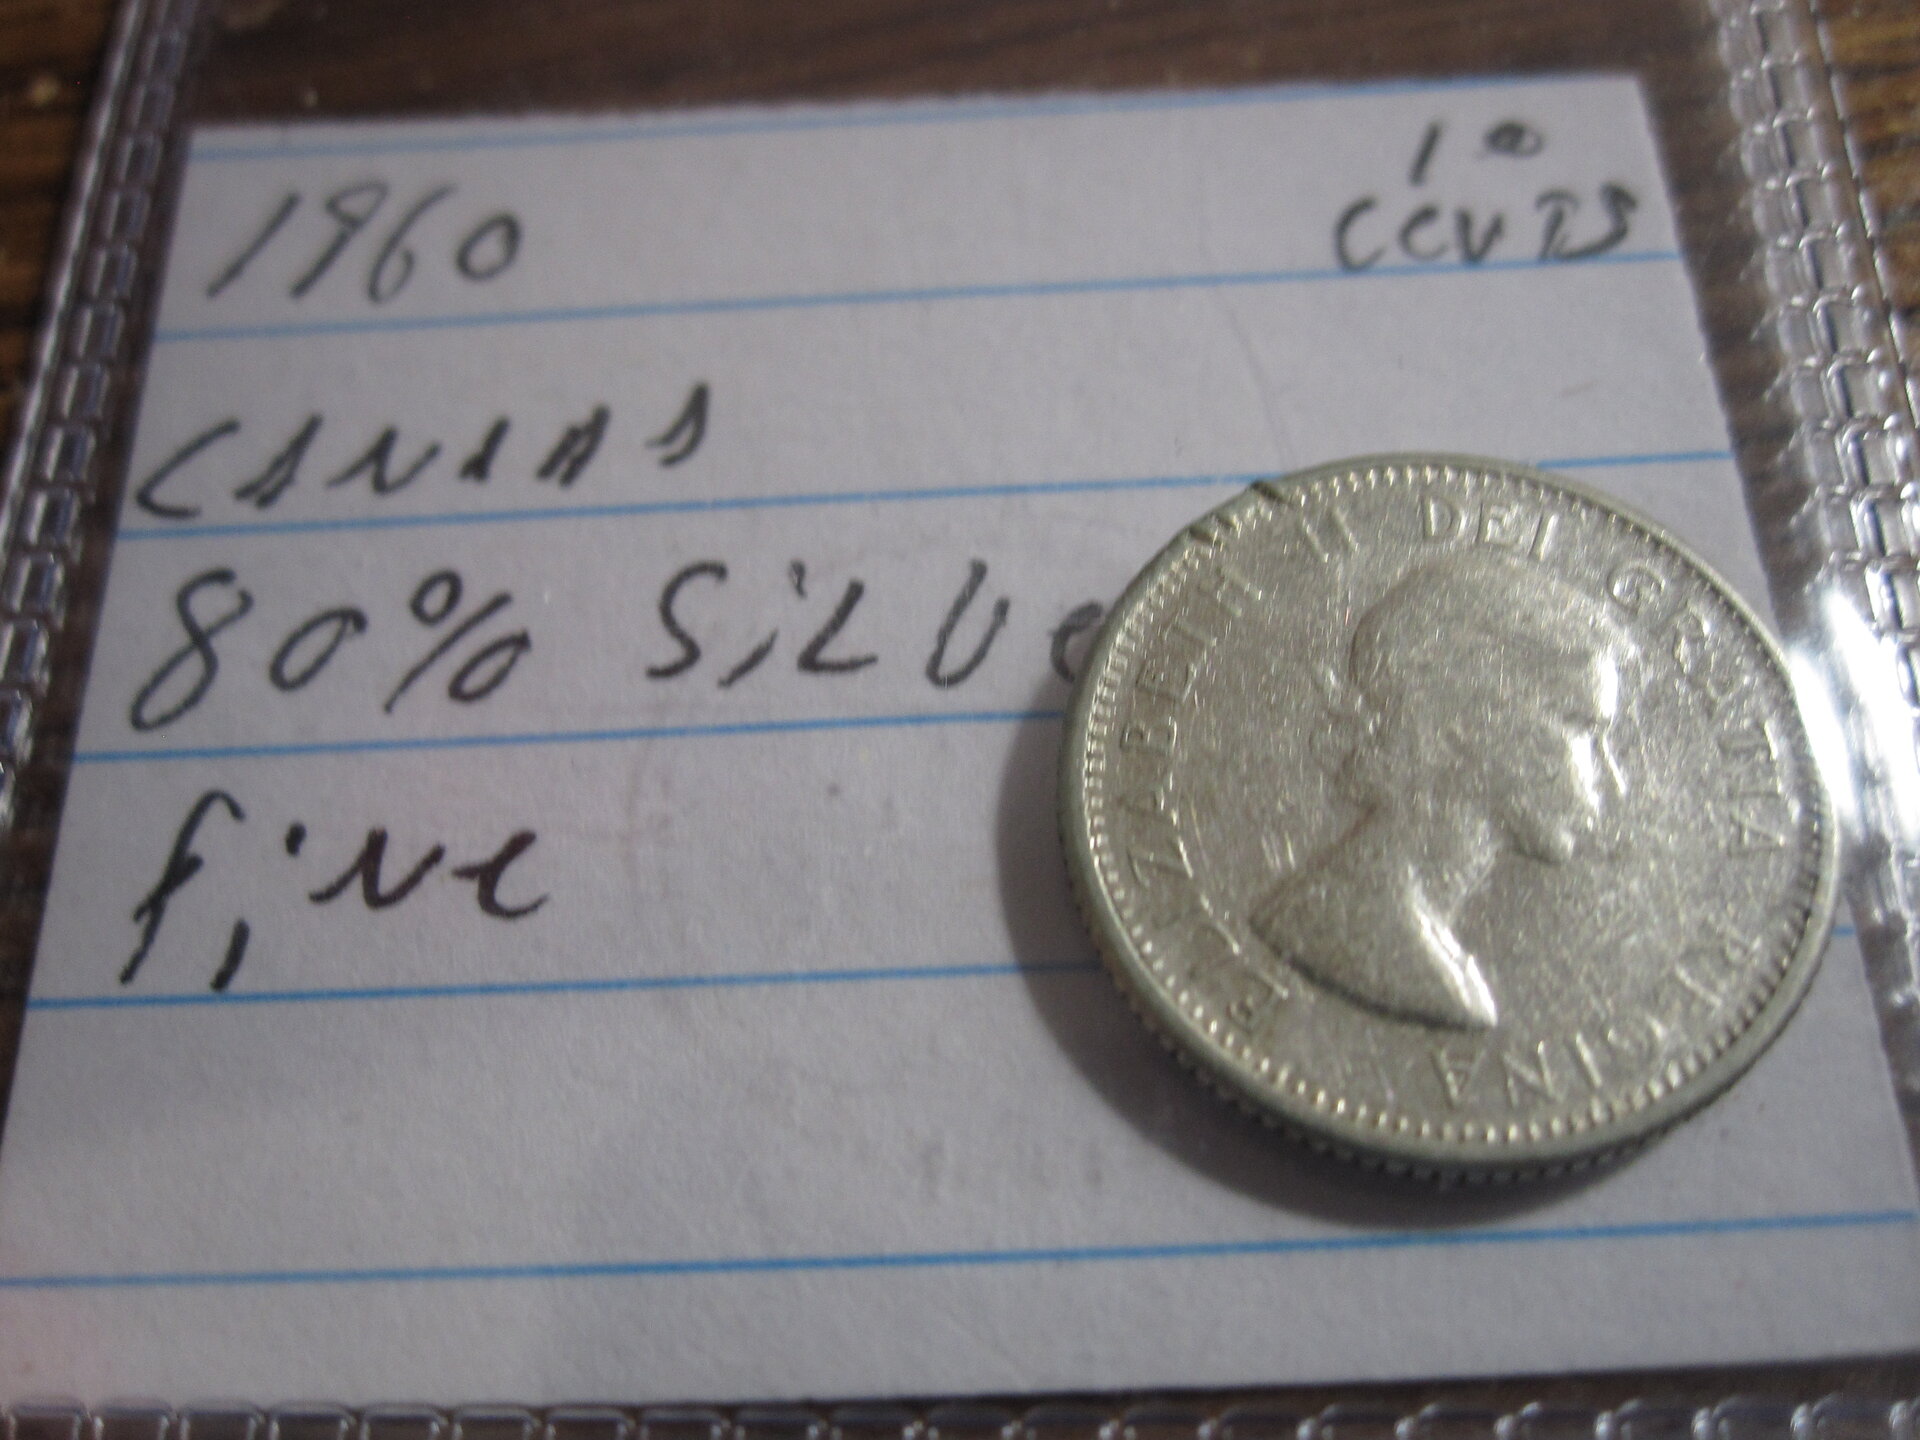 1960
10
CENTS
CANADA
80% SiLVe
fine
ELIZABETH II DEI GRATIA REGINA